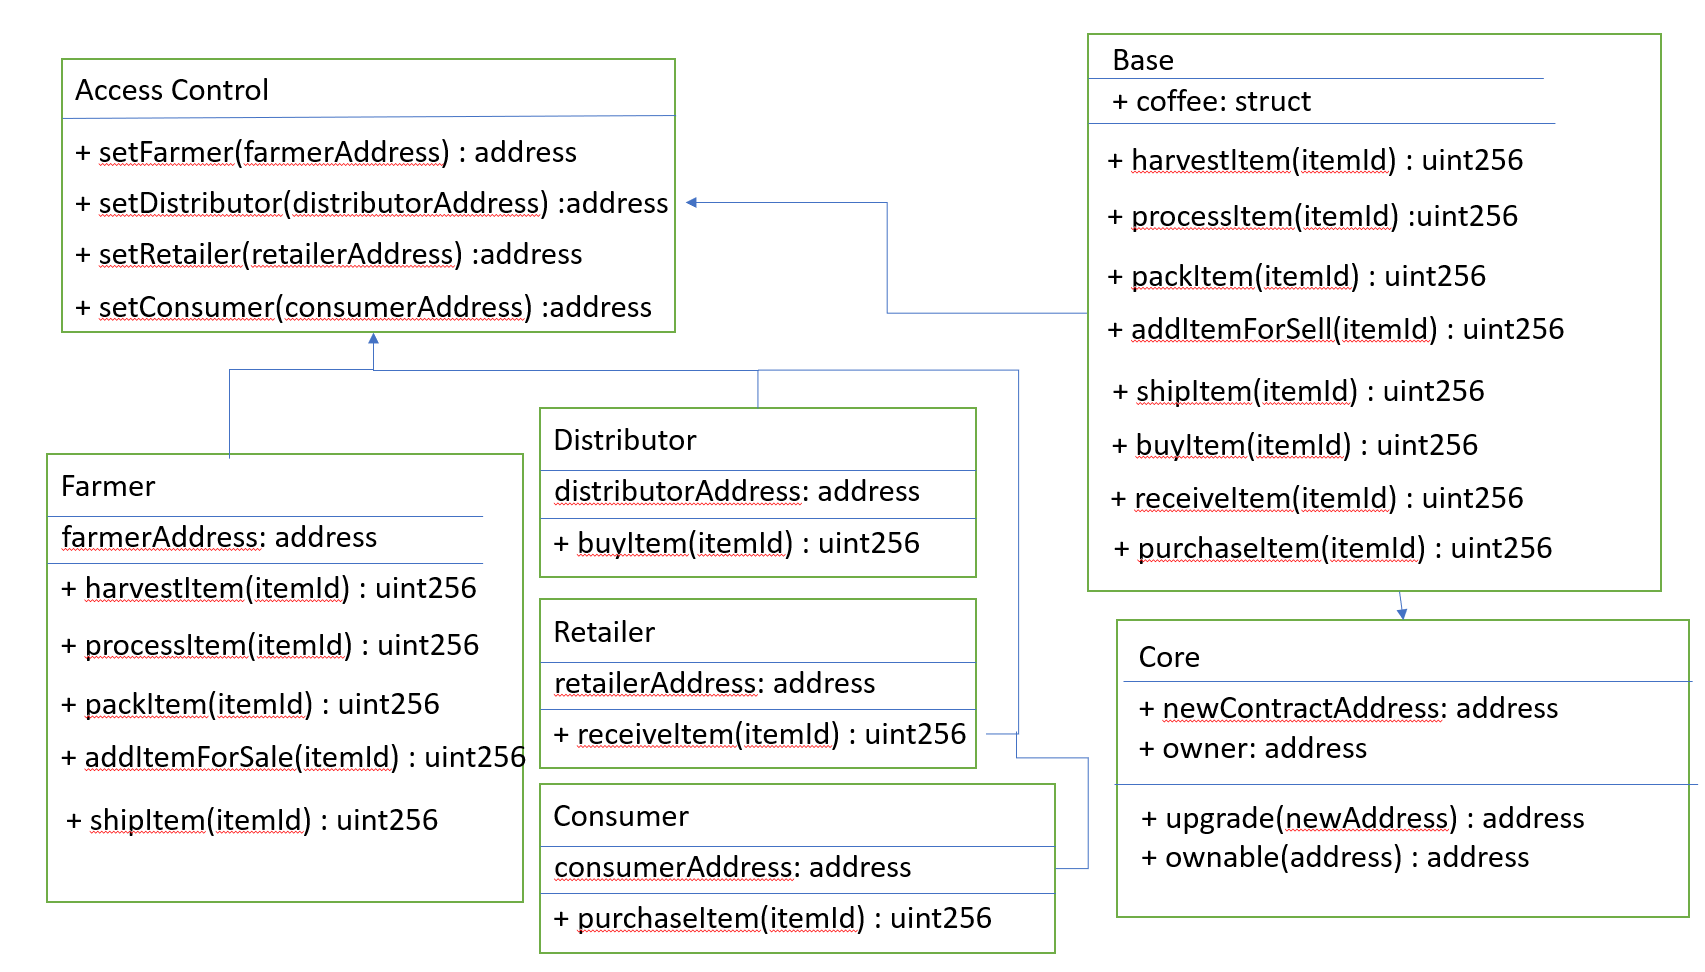 Access Control
+ setFarmer(farmerAddress) : address
+ setDistributor(distributorAddress) :address
+ setRetailer(retailerAddress) :address
+ setConsumer(consumerAddress) :address
Base
+ coffee: struct
+ harvestItem(itemId) : uint256
+ processItem(itemId) :uint256
+ packItem(itemId) : uint256
+ addItemForSell(itemId) : uint256
+ shipItem(itemId) : uint256
+ buyItem(itemId) : uint256
+ receiveItem(itemId) : uint256
+ purchaseItem(itemId) : uint256
Farmer
farmerAddress: address
+ harvestItem(itemId) : uint256
+ processItem(itemId) : uint256
+ packItem(itemId) : uint256
+ addItemForSale(itemId) : uint256
+ shipItem(itemId) : uint256
Distributor
distributorAddress: address
+ buyItem(itemId) : uint256
Retailer
retailerAddress: address
+ receiveItem(itemId) : uint256
Consumer
consumerAddress: address
+ purchaseItem(itemId) : uint256
Core
+ newContractAddress: address
+ owner: address
+ upgrade(newAddress) : address
+ ownable(address) : address